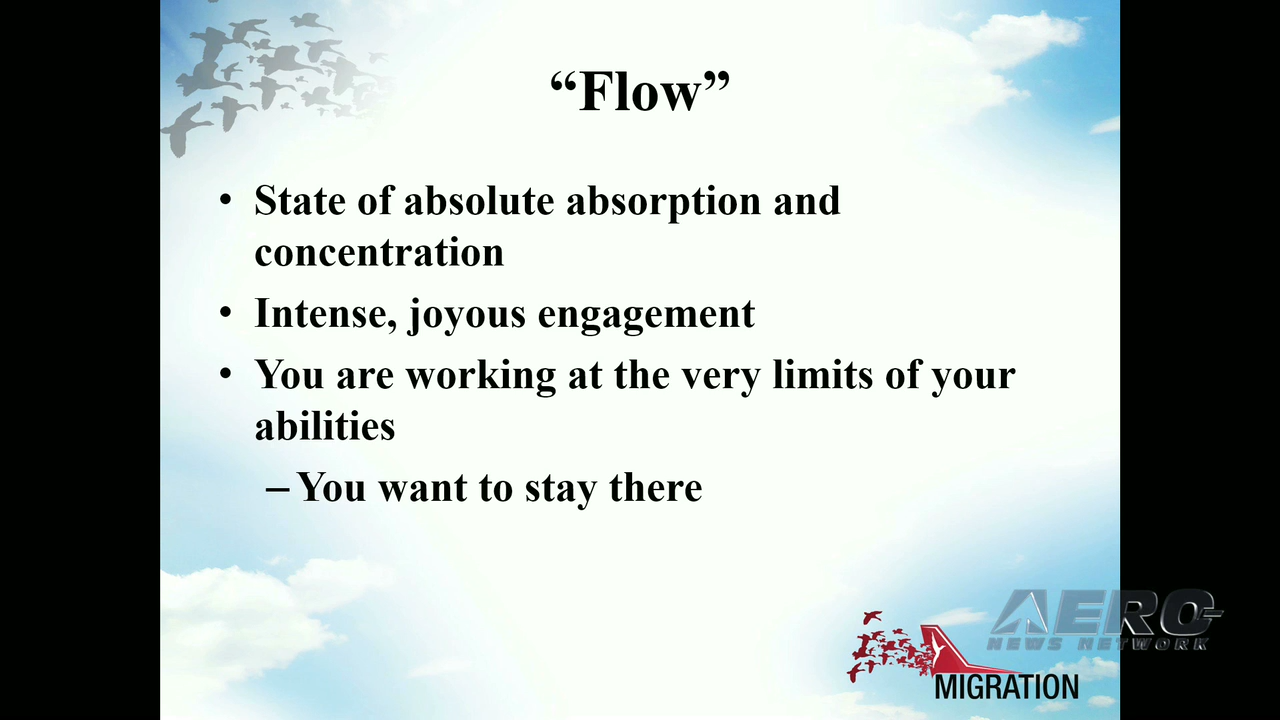 “Flow”
• State of absolute absorption and
concentration
• Intense, joyous engagement
• You are working at the very limits of your
abilities
– You want to stay there
AERO
NEWS NETWORK
MIGRATION